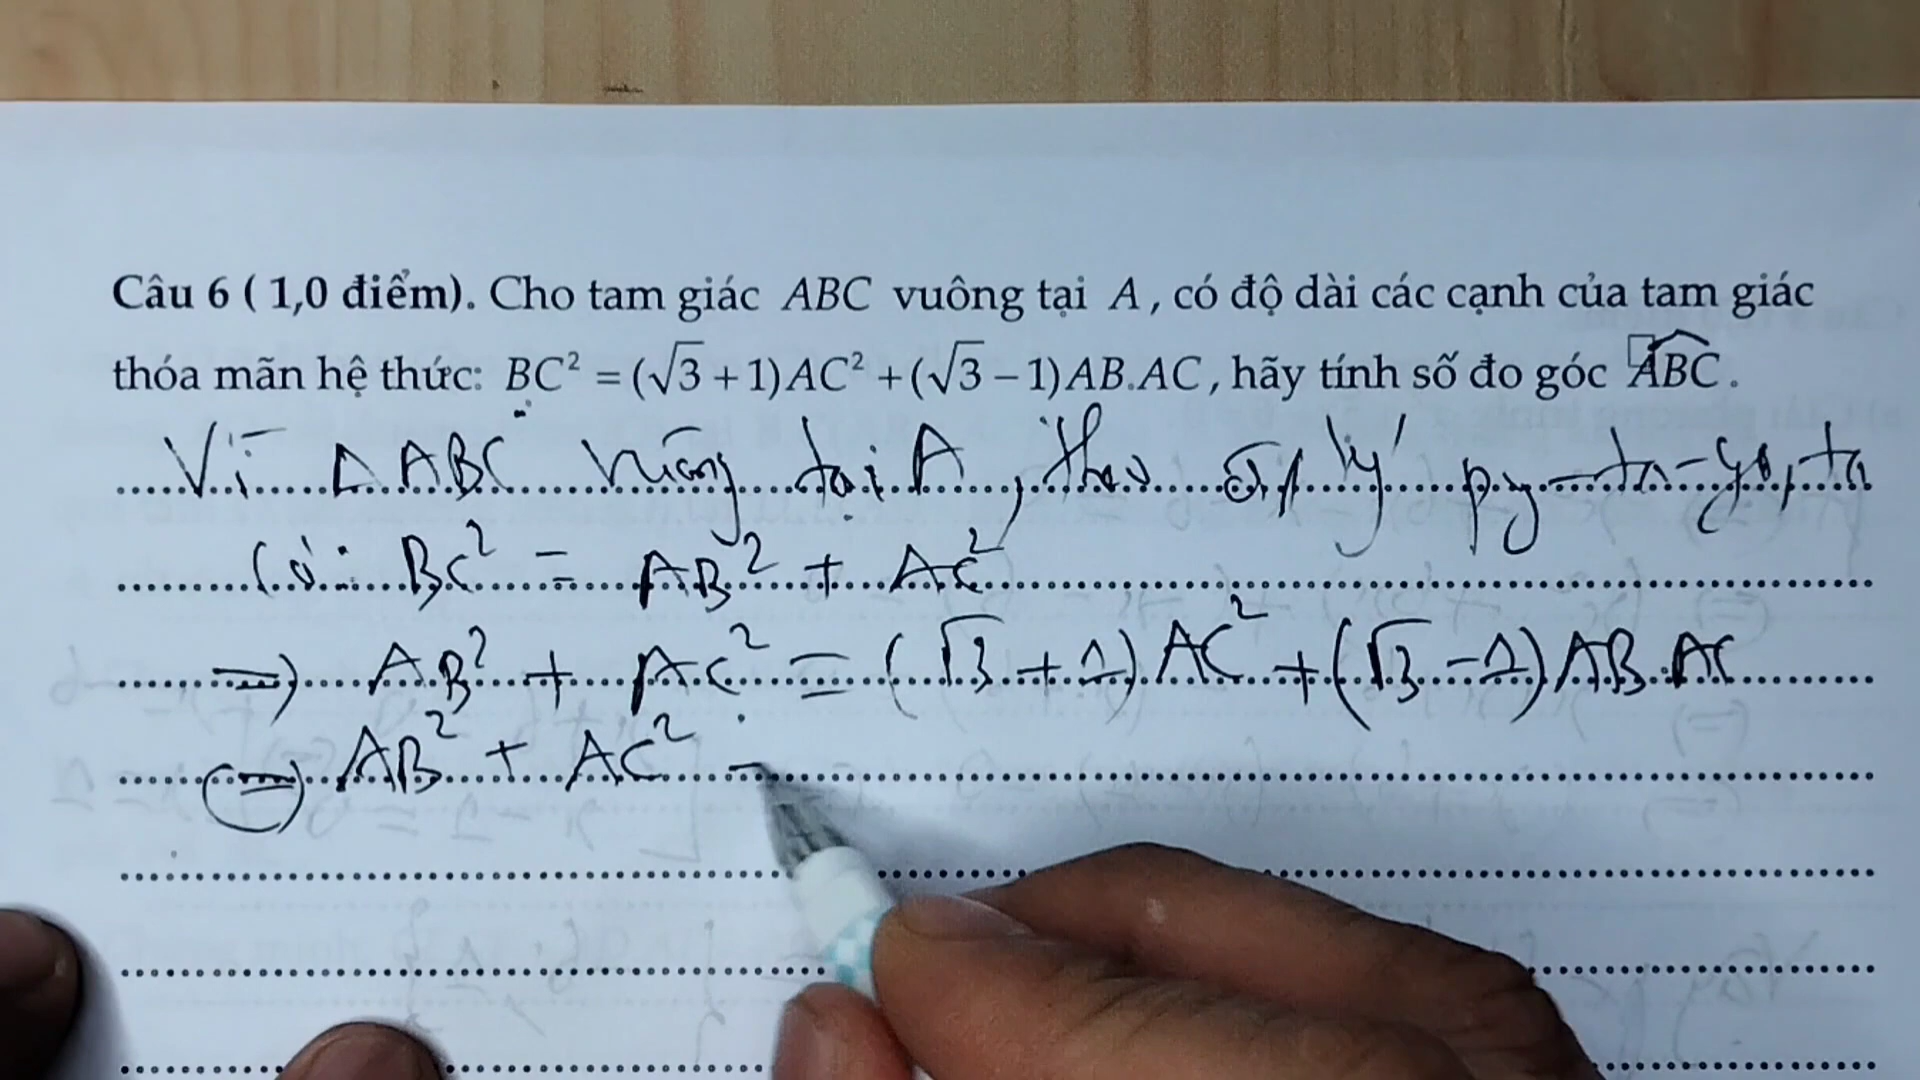 Câu 6 ( 1,0 điểm). Cho tam giác ABC vuông tại A, có độ dài các cạnh của tam giác
thỏa mãn hệ thức: BC² = (√3 + 1)AC² + (√3 − 1)AB.AC, hãy tính số đo góc ABC.
Vì Δ ABC vuông tại A, theo định lý py-ta-go, ta
có: BC² = AB² + AC²
=> AB² + AC² = (√3 + 1) AC² + (√3 - 1) AB.AC
<=> AB² + AC² -